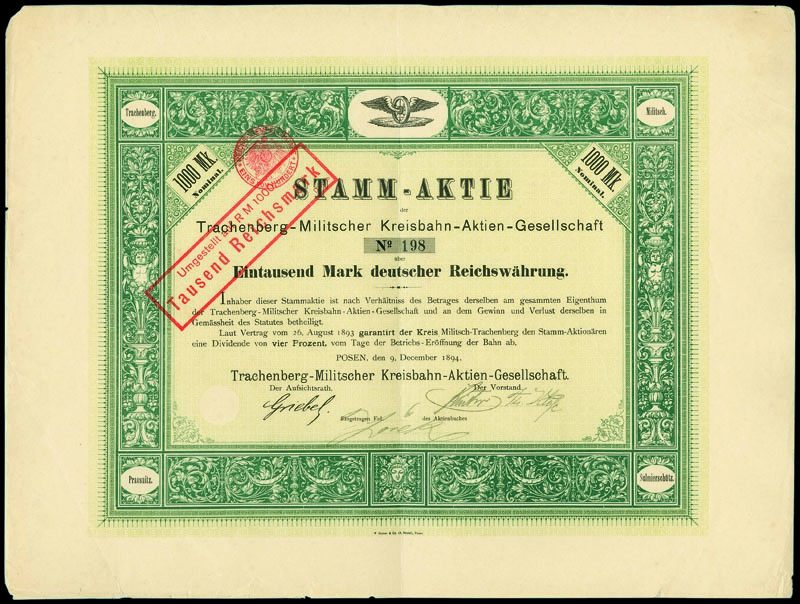 Trachenberg.
Militsch.
1000 Mk.
Nominal.
1000 Mk.
Nominal.
STAMM-AKTIE
der
Trachenberg-Militscher Kreisbahn-Aktien-Gesellschaft
No 198
über
Eintausend Mark deutscher Reichswährung.
Umgestellt auf RM 1000
Tausend Reichsmark
Inhaber dieser Stammaktie ist nach Verhältniss des Betrages derselben am gesammten Eigenthum
der Trachenberg-Militscher Kreisbahn-Aktien-Gesellschaft und an dem Gewinn und Verlust derselben in
Gemässheit des Statutes betheiligt.
Laut Vertrag vom 26. August 1893 garantirt der Kreis Militsch-Trachenberg den Stamm-Aktionären
eine Dividende von vier Prozent, vom Tage der Betriebs-Eröffnung der Bahn ab.
POSEN, den 9. December 1894.
Trachenberg-Militscher Kreisbahn-Aktien-Gesellschaft.
Der Aufsichtsrath.
Der Vorstand.
Griebel.
Eingetragen Fol. 6 des Aktienbuches
Prausnitz.
Sulmierschütz.